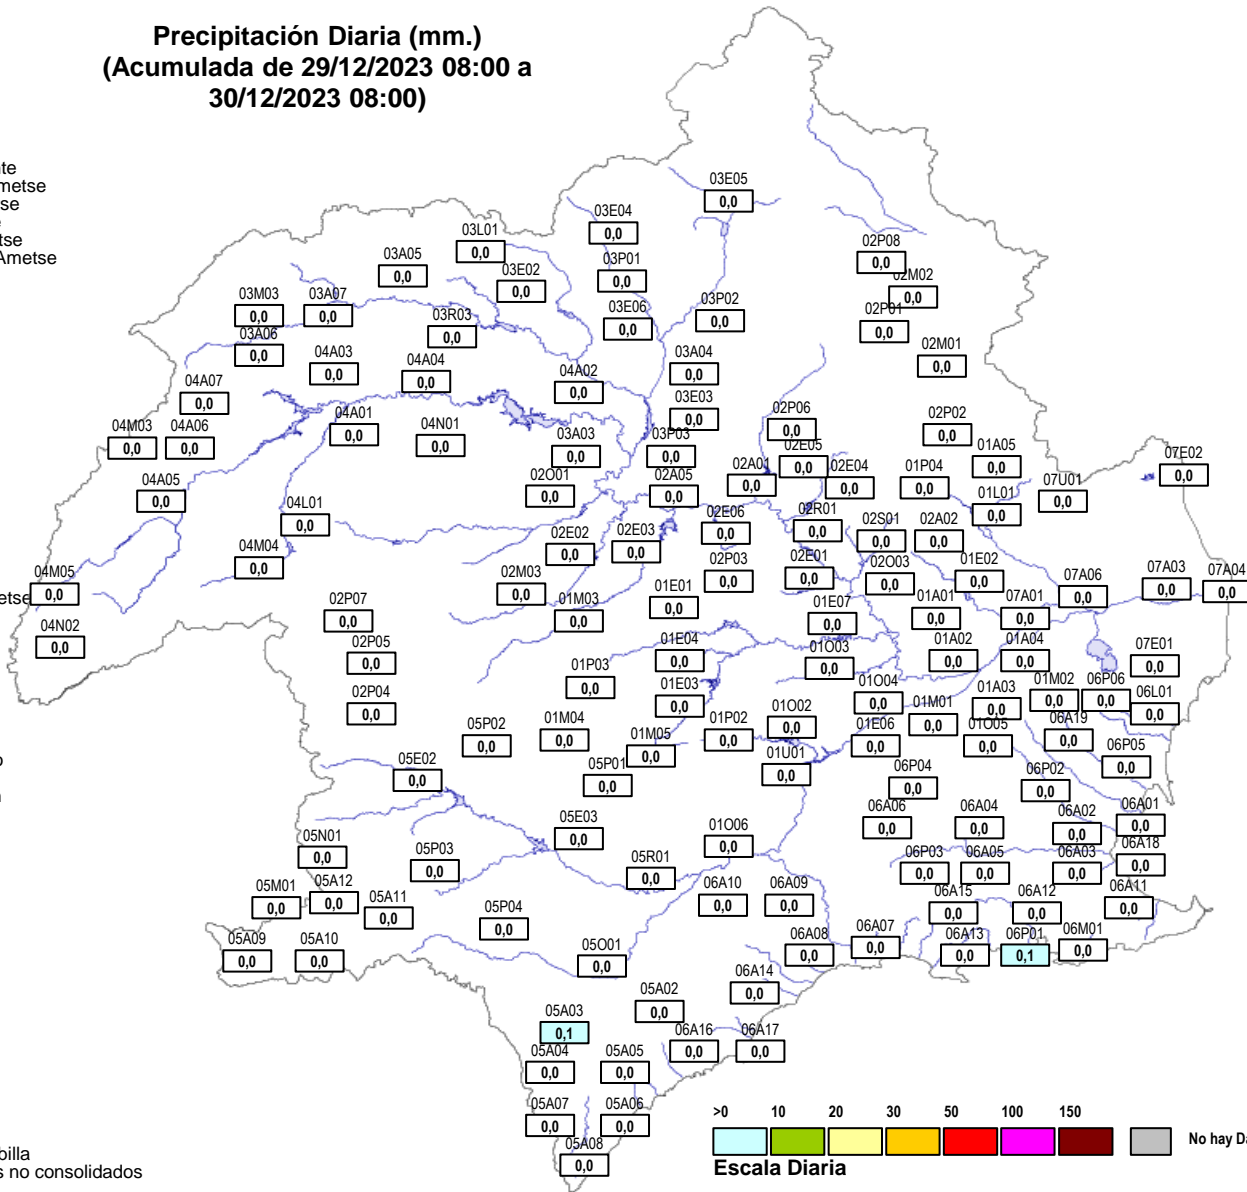 Precipitación Diaria (mm.)
(Acumulada de 29/12/2023 08:00 a
30/12/2023 08:00)
03E05
0,0
03E04
0,0
03L01
0,0
03A05
0,0
03E02
0,0
03P01
0,0
02P08
0,0
02M02
0,0
03M03
0,0
03A07
0,0
03R03
0,0
03E06
0,0
03P02
0,0
02P01
0,0
03A06
0,0
04A03
0,0
04A04
0,0
04A02
0,0
03A04
0,0
02M01
0,0
04A07
0,0
04A01
0,0
04N01
0,0
03E03
0,0
02P06
0,0
02P02
0,0
04M03
0,0
04A06
0,0
03A03
0,0
03P03
0,0
02E05
0,0
01A05
0,0
07E02
0,0
04A05
0,0
02O01
0,0
02A05
0,0
02A01
0,0
02E04
0,0
01P04
0,0
07U01
0,0
01L01
0,0
04L01
0,0
02E06
0,0
02R01
0,0
02S01
0,0
02A02
0,0
02E02
0,0
02E03
0,0
04M04
0,0
04M05
0,0
02M03
0,0
02P03
0,0
02E01
0,0
02O03
0,0
01E02
0,0
07A06
0,0
07A03
0,0
07A04
0,0
02P07
0,0
01M03
0,0
01E01
0,0
01E07
0,0
01A01
0,0
07A01
0,0
04N02
0,0
02P05
0,0
01E04
0,0
01O03
0,0
01A02
0,0
01A04
0,0
07E01
0,0
01P03
0,0
02P04
0,0
01E03
0,0
01O04
0,0
01M01
0,0
01A03
0,0
01M02
0,0
06P06
0,0
06L01
0,0
05P02
0,0
01M04
0,0
01M05
0,0
01P02
0,0
01O02
0,0
01E06
0,0
01O05
0,0
06A19
0,0
06P05
0,0
05E02
0,0
05P01
0,0
01U01
0,0
06P04
0,0
06P02
0,0
05E03
0,0
01O06
0,0
06A06
0,0
06A04
0,0
06A02
0,0
06A01
0,0
05N01
0,0
05P03
0,0
05R01
0,0
06P03
0,0
06A05
0,0
06A03
0,0
06A18
0,0
05M01
0,0
05A12
0,0
05A11
0,0
06A10
0,0
06A09
0,0
06A15
0,0
06A12
0,0
06A11
0,0
05P04
0,0
05A09
0,0
05A10
0,0
05O01
0,0
06A08
0,0
06A07
0,0
06A13
0,0
06P01
0,1
06M01
0,0
06A14
0,0
05A02
0,0
05A03
0,1
06A16
0,0
06A17
0,0
05A04
0,0
05A05
0,0
05A07
0,0
05A06
0,0
05A08
0,0
>0 10 20 30 50 100 150
No hay Da
Escala Diaria
billa
s no consolidados